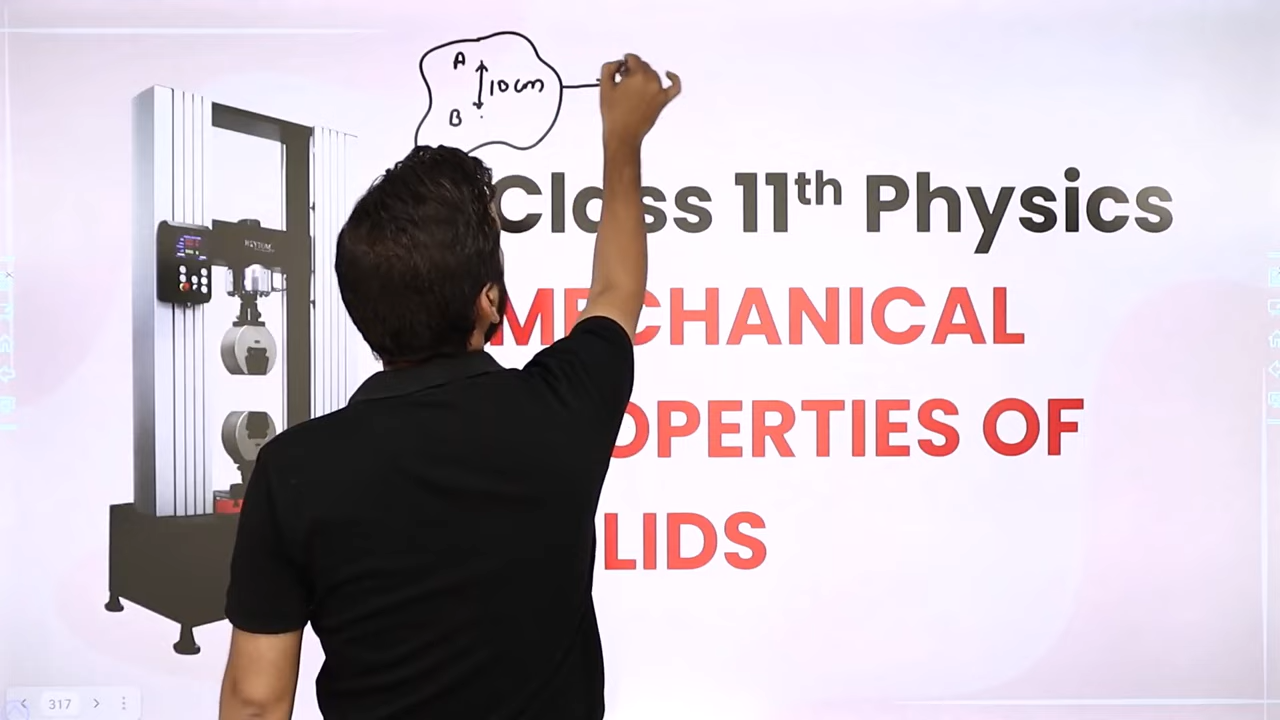 A
10 cm
B
Class 11th Physics
MECHANICAL
OPERTIES OF
LIDS
317